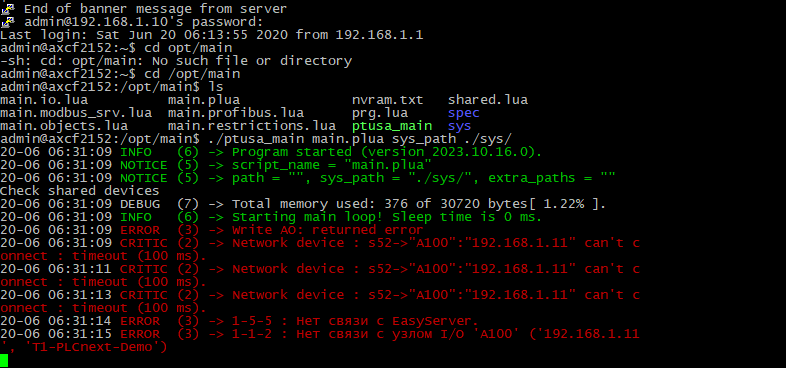 End of banner message from server
admin@192.168.1.10's password:
Last login: Sat Jun 20 06:13:55 2020 from 192.168.1.1
admin@axcf2152:~$ cd opt/main
-sh: cd: opt/main: No such file or directory
admin@axcf2152:~$ cd /opt/main
admin@axcf2152:/opt/main$ ls
main.io.lua main.plua nvram.txt shared.lua
main.modbus_srv.lua main.profibus.lua prg.lua spec
main.objects.lua main.restrictions.lua ptusa_main sys
admin@axcf2152:/opt/main$ ./ptusa_main main.plua sys_path ./sys/
20-06 06:31:09 INFO (6) -> Program started (version 2023.10.16.0).
20-06 06:31:09 NOTICE (5) -> script_name = "main.plua"
20-06 06:31:09 NOTICE (5) -> path = "", sys_path = "./sys/", extra_paths = ""
Check shared devices
20-06 06:31:09 DEBUG (7) -> Total memory used: 376 of 30720 bytes[ 1.22% ].
20-06 06:31:09 INFO (6) -> Starting main loop! Sleep time is 0 ms.
20-06 06:31:09 ERROR (3) -> Write AO: returned error
20-06 06:31:09 CRITIC (2) -> Network device : s52->"A100":"192.168.1.11" can't c
onnect : timeout (100 ms).
20-06 06:31:11 CRITIC (2) -> Network device : s52->"A100":"192.168.1.11" can't c
onnect : timeout (100 ms).
20-06 06:31:13 CRITIC (2) -> Network device : s52->"A100":"192.168.1.11" can't c
onnect : timeout (100 ms).
20-06 06:31:14 ERROR (3) -> 1-5-5 : Нет связи с EasyServer.
20-06 06:31:15 ERROR (3) -> 1-1-2 : Нет связи с узлом I/O 'A100' ('192.168.1.11
', 'T1-PLCnext-Demo')